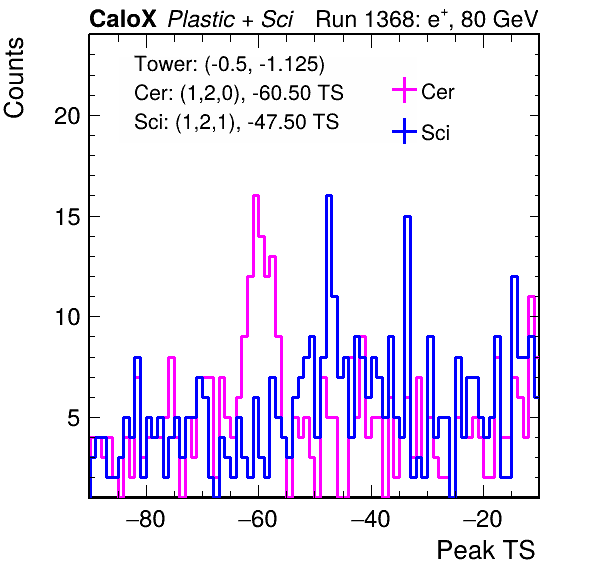 CaloX Plastic + Sci Run 1368: e⁺, 80 GeV
Counts
Tower: (-0.5, -1.125)
Cer: (1,2,0), -60.50 TS
Sci: (1,2,1), -47.50 TS
Cer
Sci
20
15
10
5
−80 −60 −40 −20
Peak TS